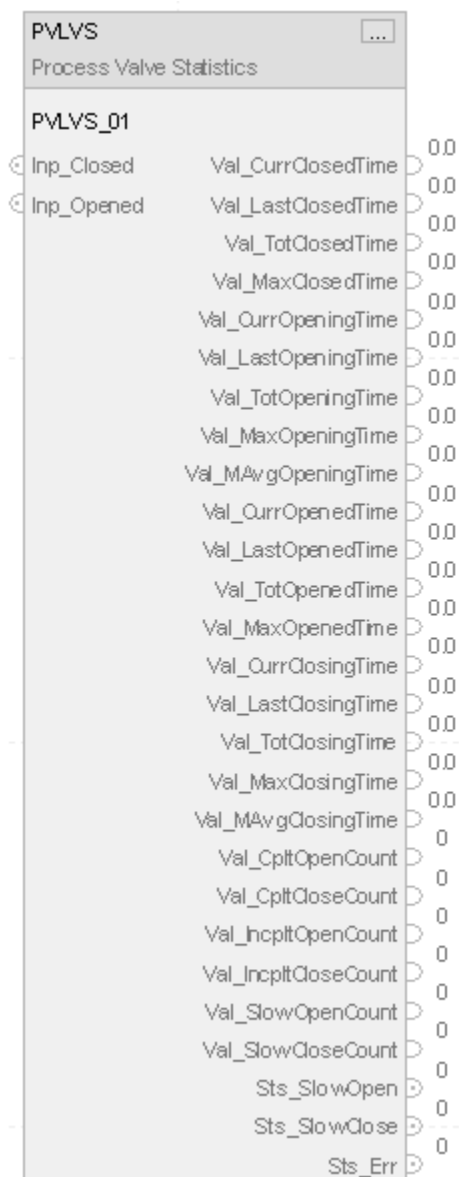 PVLVS ...
Process Valve Statistics
PVLVS_01
0.0
Inp_Closed Val_CurrClosedTime
0.0
Inp_Opened Val_LastClosedTime
0.0
Val_TotClosedTime
0.0
Val_MaxClosedTime
0.0
Val_CurrOpeningTime
0.0
Val_LastOpeningTime
0.0
Val_TotOpeningTime
0.0
Val_MaxOpeningTime
0.0
Val_MAvgOpeningTime
0.0
Val_CurrOpenedTime
0.0
Val_LastOpenedTime
0.0
Val_TotOpenedTime
0.0
Val_MaxOpenedTime
0.0
Val_CurrClosingTime
0.0
Val_LastClosingTime
0.0
Val_TotClosingTime
0.0
Val_MaxClosingTime
0.0
Val_MAvgClosingTime
0
Val_CpltOpenCount
0
Val_CpltCloseCount
0
Val_IncpltOpenCount
0
Val_IncpltCloseCount
0
Val_SlowOpenCount
0
Val_SlowCloseCount
0
Sts_SlowOpen
0
Sts_SlowClose
0
Sts_Err